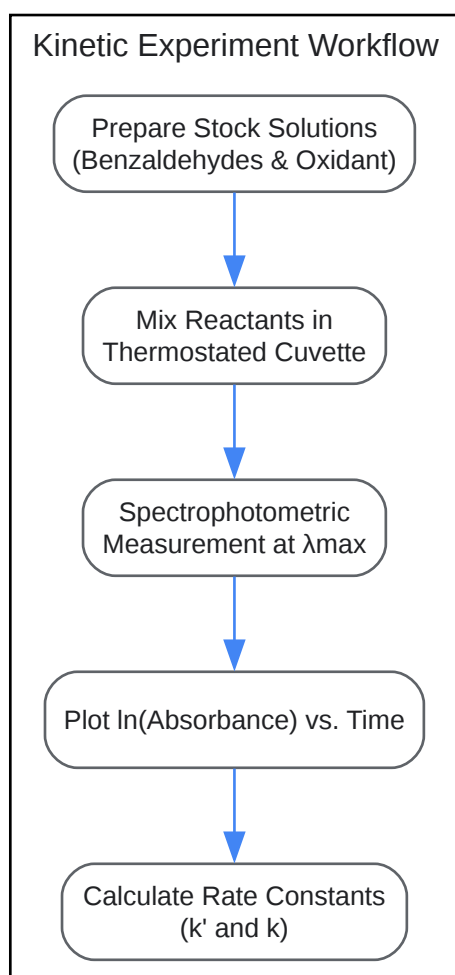 Kinetic Experiment Workflow
Prepare Stock Solutions
(Benzaldehydes & Oxidant)
Mix Reactants in
Thermostated Cuvette
Spectrophotometric
Measurement at λmax
Plot ln(Absorbance) vs. Time
Calculate Rate Constants
(k' and k)